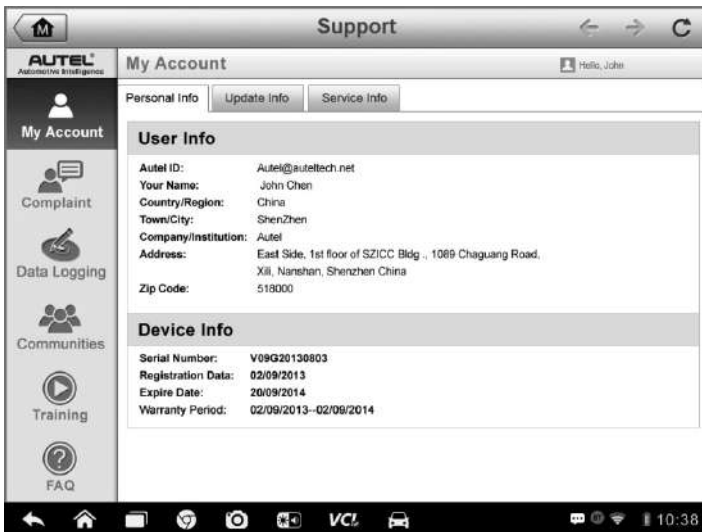 M
Support
AUTEL®
Automotive Intelligence
My Account
Hello, John
Personal Info
Update Info
Service Info
My Account
Complaint
Data Logging
Communities
Training
FAQ
User Info
Autel ID: Autel@auteltech.net
Your Name: John Chen
Country/Region: China
Town/City: ShenZhen
Company/Institution: Autel
Address: East Side, 1st floor of SZICC Bldg ., 1089 Chaguang Road,
Xili, Nanshan, Shenzhen China
Zip Code: 518000
Device Info
Serial Number: V09G20130803
Registration Data: 02/09/2013
Expire Date: 20/09/2014
Warranty Period: 02/09/2013--02/09/2014
VCI
10:38